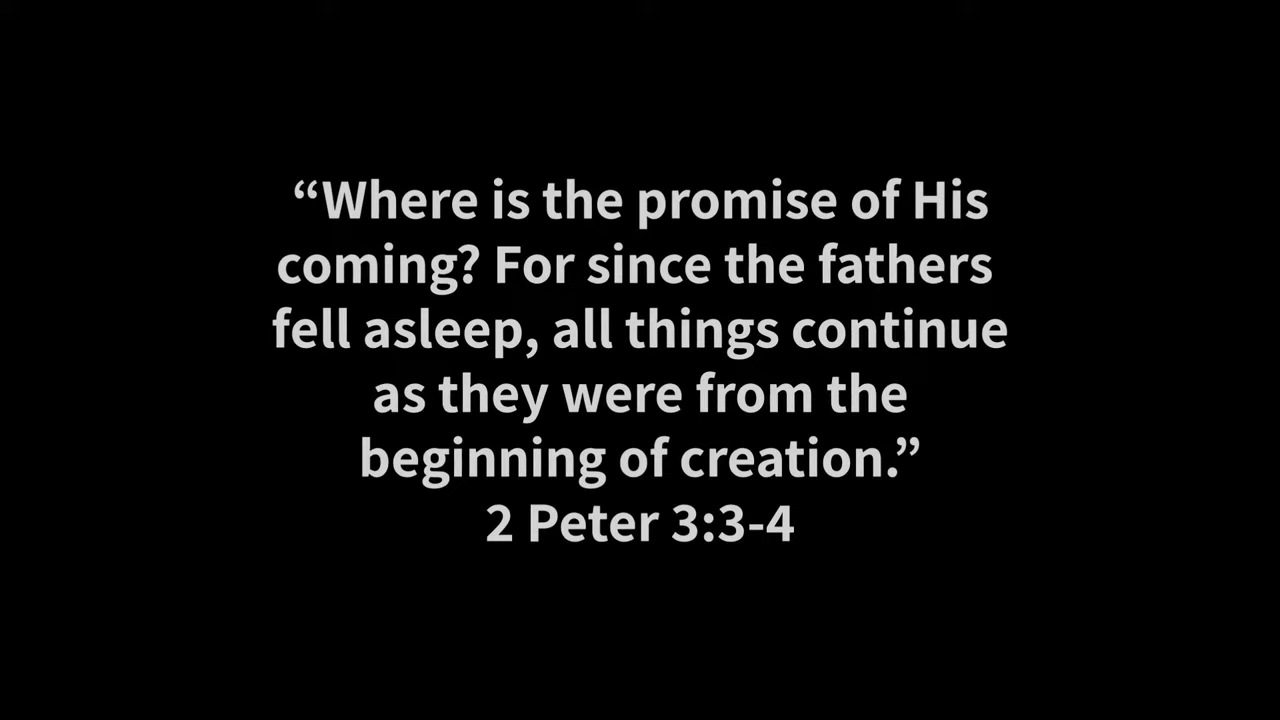 “Where is the promise of His
coming? For since the fathers
fell asleep, all things continue
as they were from the
beginning of creation.”
2 Peter 3:3-4